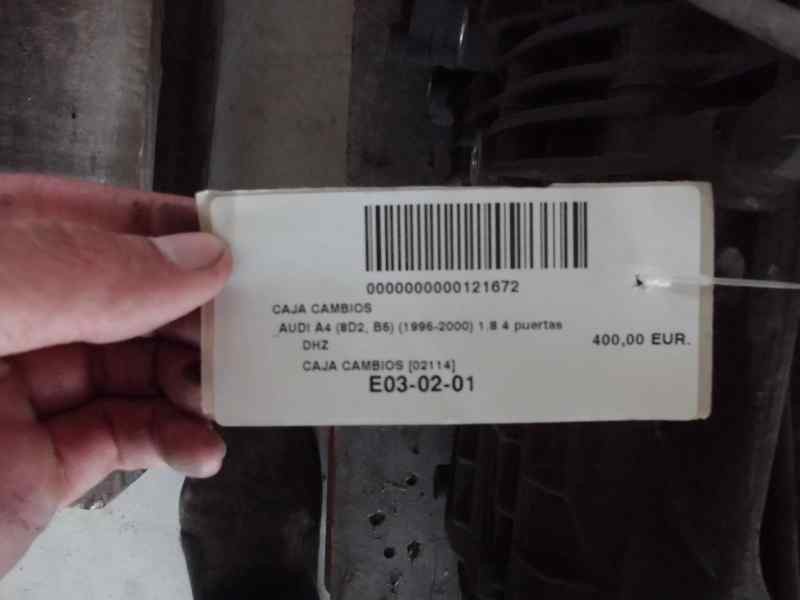 0000000000121672
CAJA CAMBIOS
AUDI A4 (8D2, B5) (1996-2000) 1.8 4 puertas
DHZ
400,00 EUR.
CAJA CAMBIOS [02114]
E03-02-01